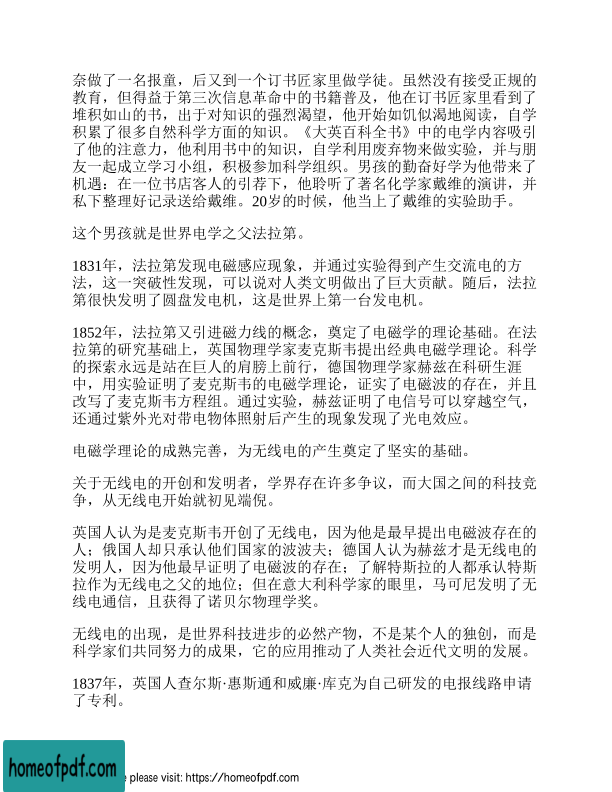 奈做了一名报童，后又到一个订书匠家里做学徒。虽然没有接受正规的
教育，但得益于第三次信息革命中的书籍普及，他在订书匠家里看到了
堆积如山的书，出于对知识的强烈渴望，他开始如饥似渴地阅读，自学
积累了很多自然科学方面的知识。《大英百科全书》中的电学内容吸引
了他的注意力，他利用书中的知识，自学利用废弃物来做实验，并与朋
友一起成立学习小组，积极参加科学组织。男孩的勤奋好学为他带来了
机遇：在一位书店客人的引荐下，他聆听了著名化学家戴维的演讲，并
私下整理好记录送给戴维。20岁的时候，他当上了戴维的实验助手。
这个男孩就是世界电学之父法拉第。
1831年，法拉第发现电磁感应现象，并通过实验得到产生交流电的方
法，这一突破性发现，可以说对人类文明做出了巨大贡献。随后，法拉
第很快发明了圆盘发电机，这是世界上第一台发电机。
1852年，法拉第又引进磁力线的概念，奠定了电磁学的理论基础。在法
拉第的研究基础上，英国物理学家麦克斯韦提出经典电磁学理论。科学
的探索永远是站在巨人的肩膀上前行，德国物理学家赫兹在科研生涯
中，用实验证明了麦克斯韦的电磁学理论，证实了电磁波的存在，并且
改写了麦克斯韦方程组。通过实验，赫兹证明了电信号可以穿越空气，
还通过紫外光对带电物体照射后产生的现象发现了光电效应。
电磁学理论的成熟完善，为无线电的产生奠定了坚实的基础。
关于无线电的开创和发明者，学界存在许多争议，而大国之间的科技竞
争，从无线电开始就初见端倪。
英国人认为是麦克斯韦开创了无线电，因为他是最早提出电磁波存在的
人；俄国人却只承认他们国家的波波夫；德国人认为赫兹才是无线电的
发明人，因为他最早证明了电磁波的存在；了解特斯拉的人都承认特斯
拉作为无线电之父的地位；但在意大利科学家的眼里，马可尼发明了无
线电通信，且获得了诺贝尔物理学奖。
无线电的出现，是世界科技进步的必然产物，不是某个人的独创，而是
科学家们共同努力的成果，它的应用推动了人类社会近代文明的发展。
1837年，英国人查尔斯·惠斯通和威廉·库克为自己研发的电报线路申请
了专利。
homeofpdf.com
please visit: https://homeofpdf.com